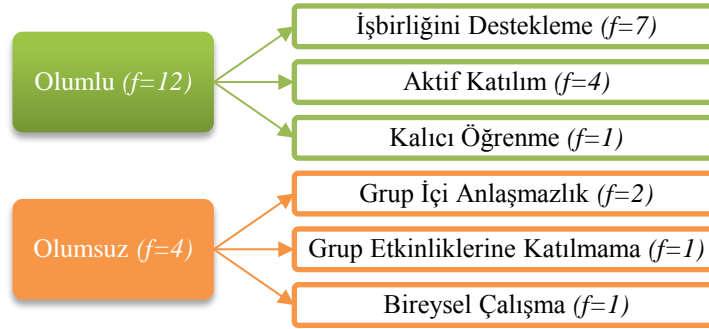 Olumlu (f=12)
İşbirliğini Destekleme (f=7)
Aktif Katılım (f=4)
Kalıcı Öğrenme (f=1)
Olumsuz (f=4)
Grup İçi Anlaşmazlık (f=2)
Grup Etkinliklerine Katılmama (f=1)
Bireysel Çalışma (f=1)